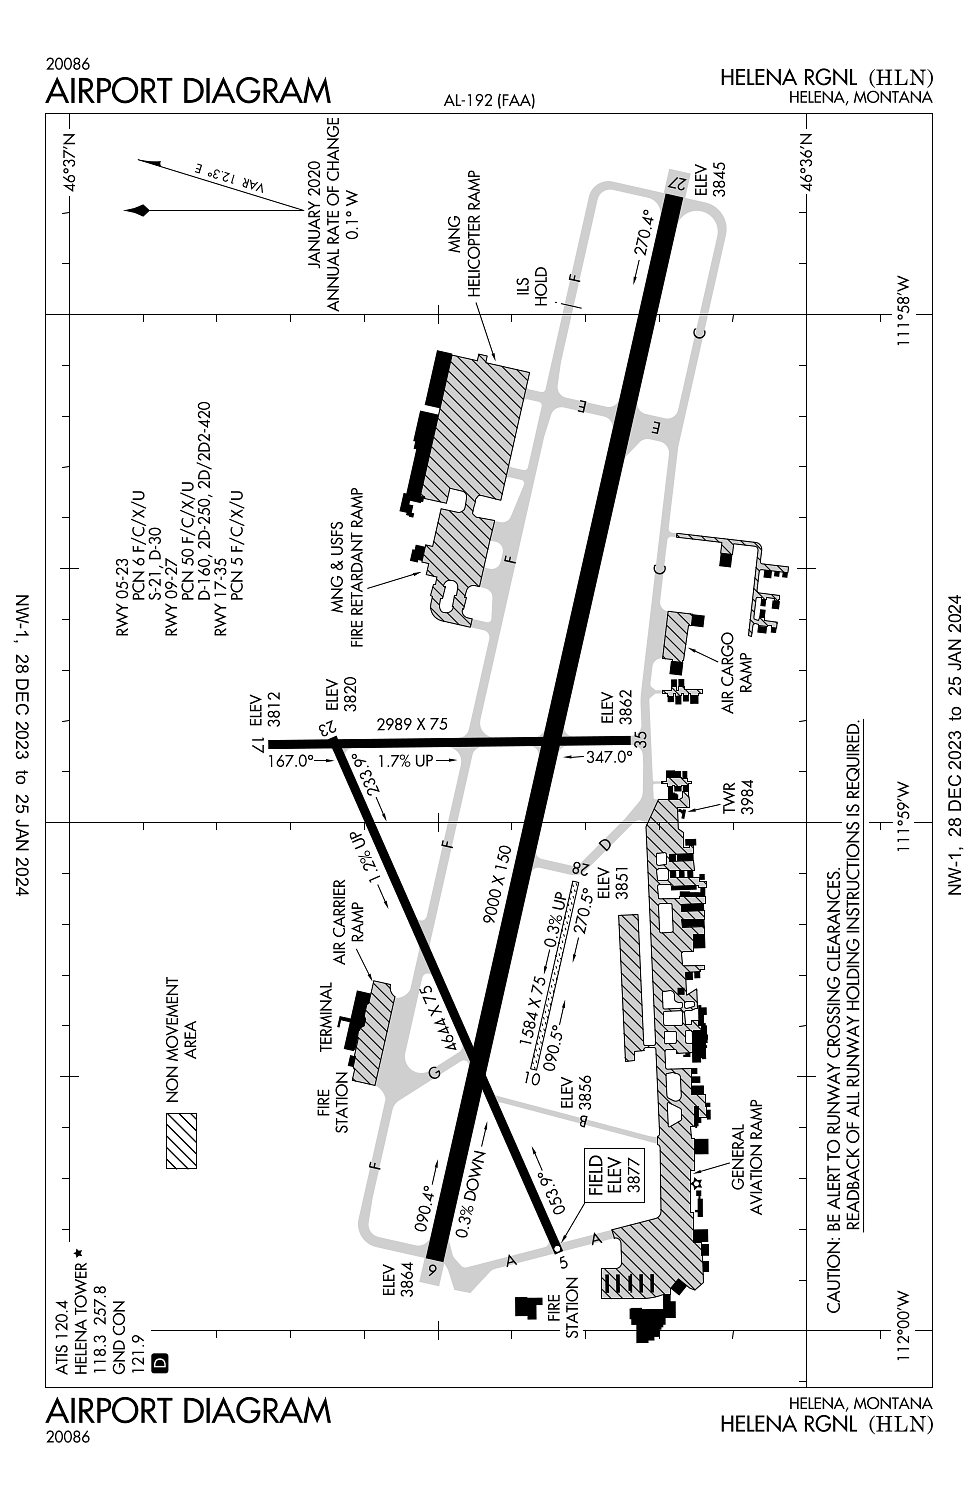 20086
AIRPORT DIAGRAM
AL-192 (FAA)
HELENA RGNL (HLN)
HELENA, MONTANA
46°37'N
46°36'N
VAR 12.3° E
JANUARY 2020
ANNUAL RATE OF CHANGE
0.1° W
MNG
HELICOPTER RAMP
ILS
HOLD
27
ELEV
3845
270.4°
F
C
111°58'W
E
E
RWY 05-23
PCN 6 F/C/X/U
S-21, D-30
RWY 09-27
PCN 50 F/C/X/U
D-160, 2D-250, 2D/2D2-420
RWY 17-35
PCN 5 F/C/X/U
MNG & USFS
FIRE RETARDANT RAMP
F
C
AIR CARGO
RAMP
ELEV
3812
17
ELEV
3820
23
2989 X 75
ELEV
3862
35
167.0°
1.7% UP
347.0°
233.9°
1.2% UP
TWR
3984
111°59'W
F
D
28
ELEV
3851
9000 X 150
0.3% UP
270.5°
1584 X 75
090.5°
1
AIR CARRIER
RAMP
TERMINAL
4644 X 75
FIRE
STATION
G
NON MOVEMENT
AREA
ELEV
3856
B
FIELD
ELEV
3877
GENERAL
AVIATION RAMP
F
090.4°
0.3% DOWN
053.9°
A
A
5
9
ELEV
3864
FIRE
STATION
112°00'W
CAUTION: BE ALERT TO RUNWAY CROSSING CLEARANCES.
READBACK OF ALL RUNWAY HOLDING INSTRUCTIONS IS REQUIRED.
ATIS 120.4
HELENA TOWER ★
118.3 257.8
GND CON
121.9
D
NW-1, 28 DEC 2023 to 25 JAN 2024
NW-1, 28 DEC 2023 to 25 JAN 2024
AIRPORT DIAGRAM
20086
HELENA, MONTANA
HELENA RGNL (HLN)